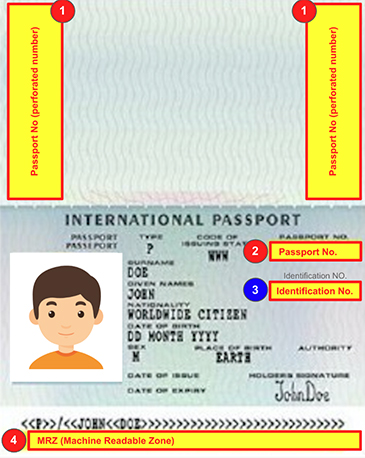 1
Passport No (perforated number)
1
Passport No (perforated number)
INTERNATIONAL PASSPORT
PASSPORT TYPE CODE OF PASSPORT NO.
PASSEPORT P ISSUING STATE
WWW
2 Passport No.
SURNAME
DOE
Identification NO.
GIVEN NAMES
JOHN
3 Identification No.
NATIONALITY
WORLDWIDE CITIZEN
DATE OF BIRTH
DD MONTH YYYY
SEX PLACE OF BIRTH AUTHORITY
M EARTH
DATE OF ISSUE HOLDERS SIGNATURE
DATE OF EXPIRY JohnDoe
<<P>>/<<JOHN<<DOE>>>>>>>>>>>>>>>>>>>>>>>>>>
4 MRZ (Machine Readable Zone)